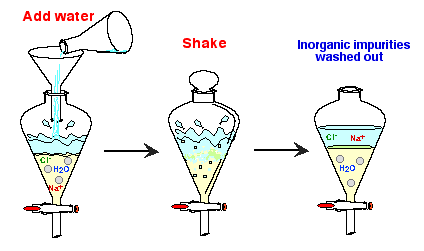 Add water
Shake
Inorganic impurities
washed out
Cl⁻
H₂O
Na⁺
Cl⁻ Na⁺
H₂O